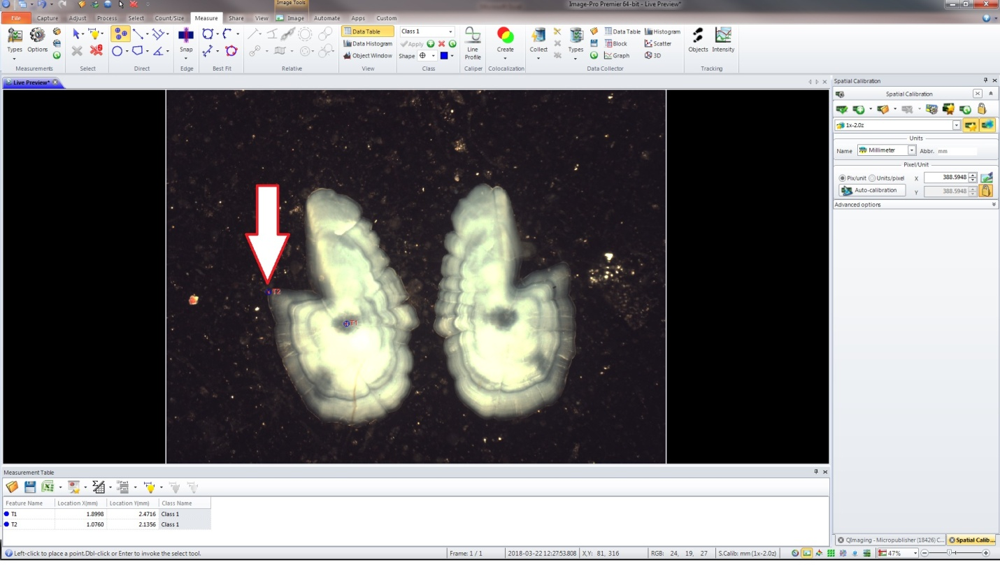 Image Tools
Image-Pro Premier 64-bit - Live Preview*
File Capture Adjust Process Select Count/Size Measure Share View Image Automate Apps Custom
Types Options Snap Data Table Class 1 Line Profile Create Collect Types Data Table Histogram Objects Intensity
Data Histogram Apply Block Scatter
Object Window Shape Graph 3D
Measurements Select Direct Edge Best Fit Relative View Class Caliper Colocalization Data Collector Tracking
Live Preview*
Spatial Calibration
Spatial Calibration
1x-2.0z
Units
Name Millimeter Abbr. mm
Pixel/Unit
Pix/unit Units/pixel X 388.5948
Auto-calibration Y 388.5948
Advanced options
T2
T1
Measurement Table
Feature Name Location X(mm) Location Y(mm) Class Name
T1 1.8998 2.4716 Class 1
T2 1.0760 2.1356 Class 1
QImaging - Micropublisher (18426) C... Spatial Calib...
Left-click to place a point.Dbl-click or Enter to invoke the select tool. Frame: 1 / 1 2018-03-22 12:27:53.808 X,Y: 81, 316 RGB: 24, 19, 27 S.Calib: mm (1x-2.0z) 47%